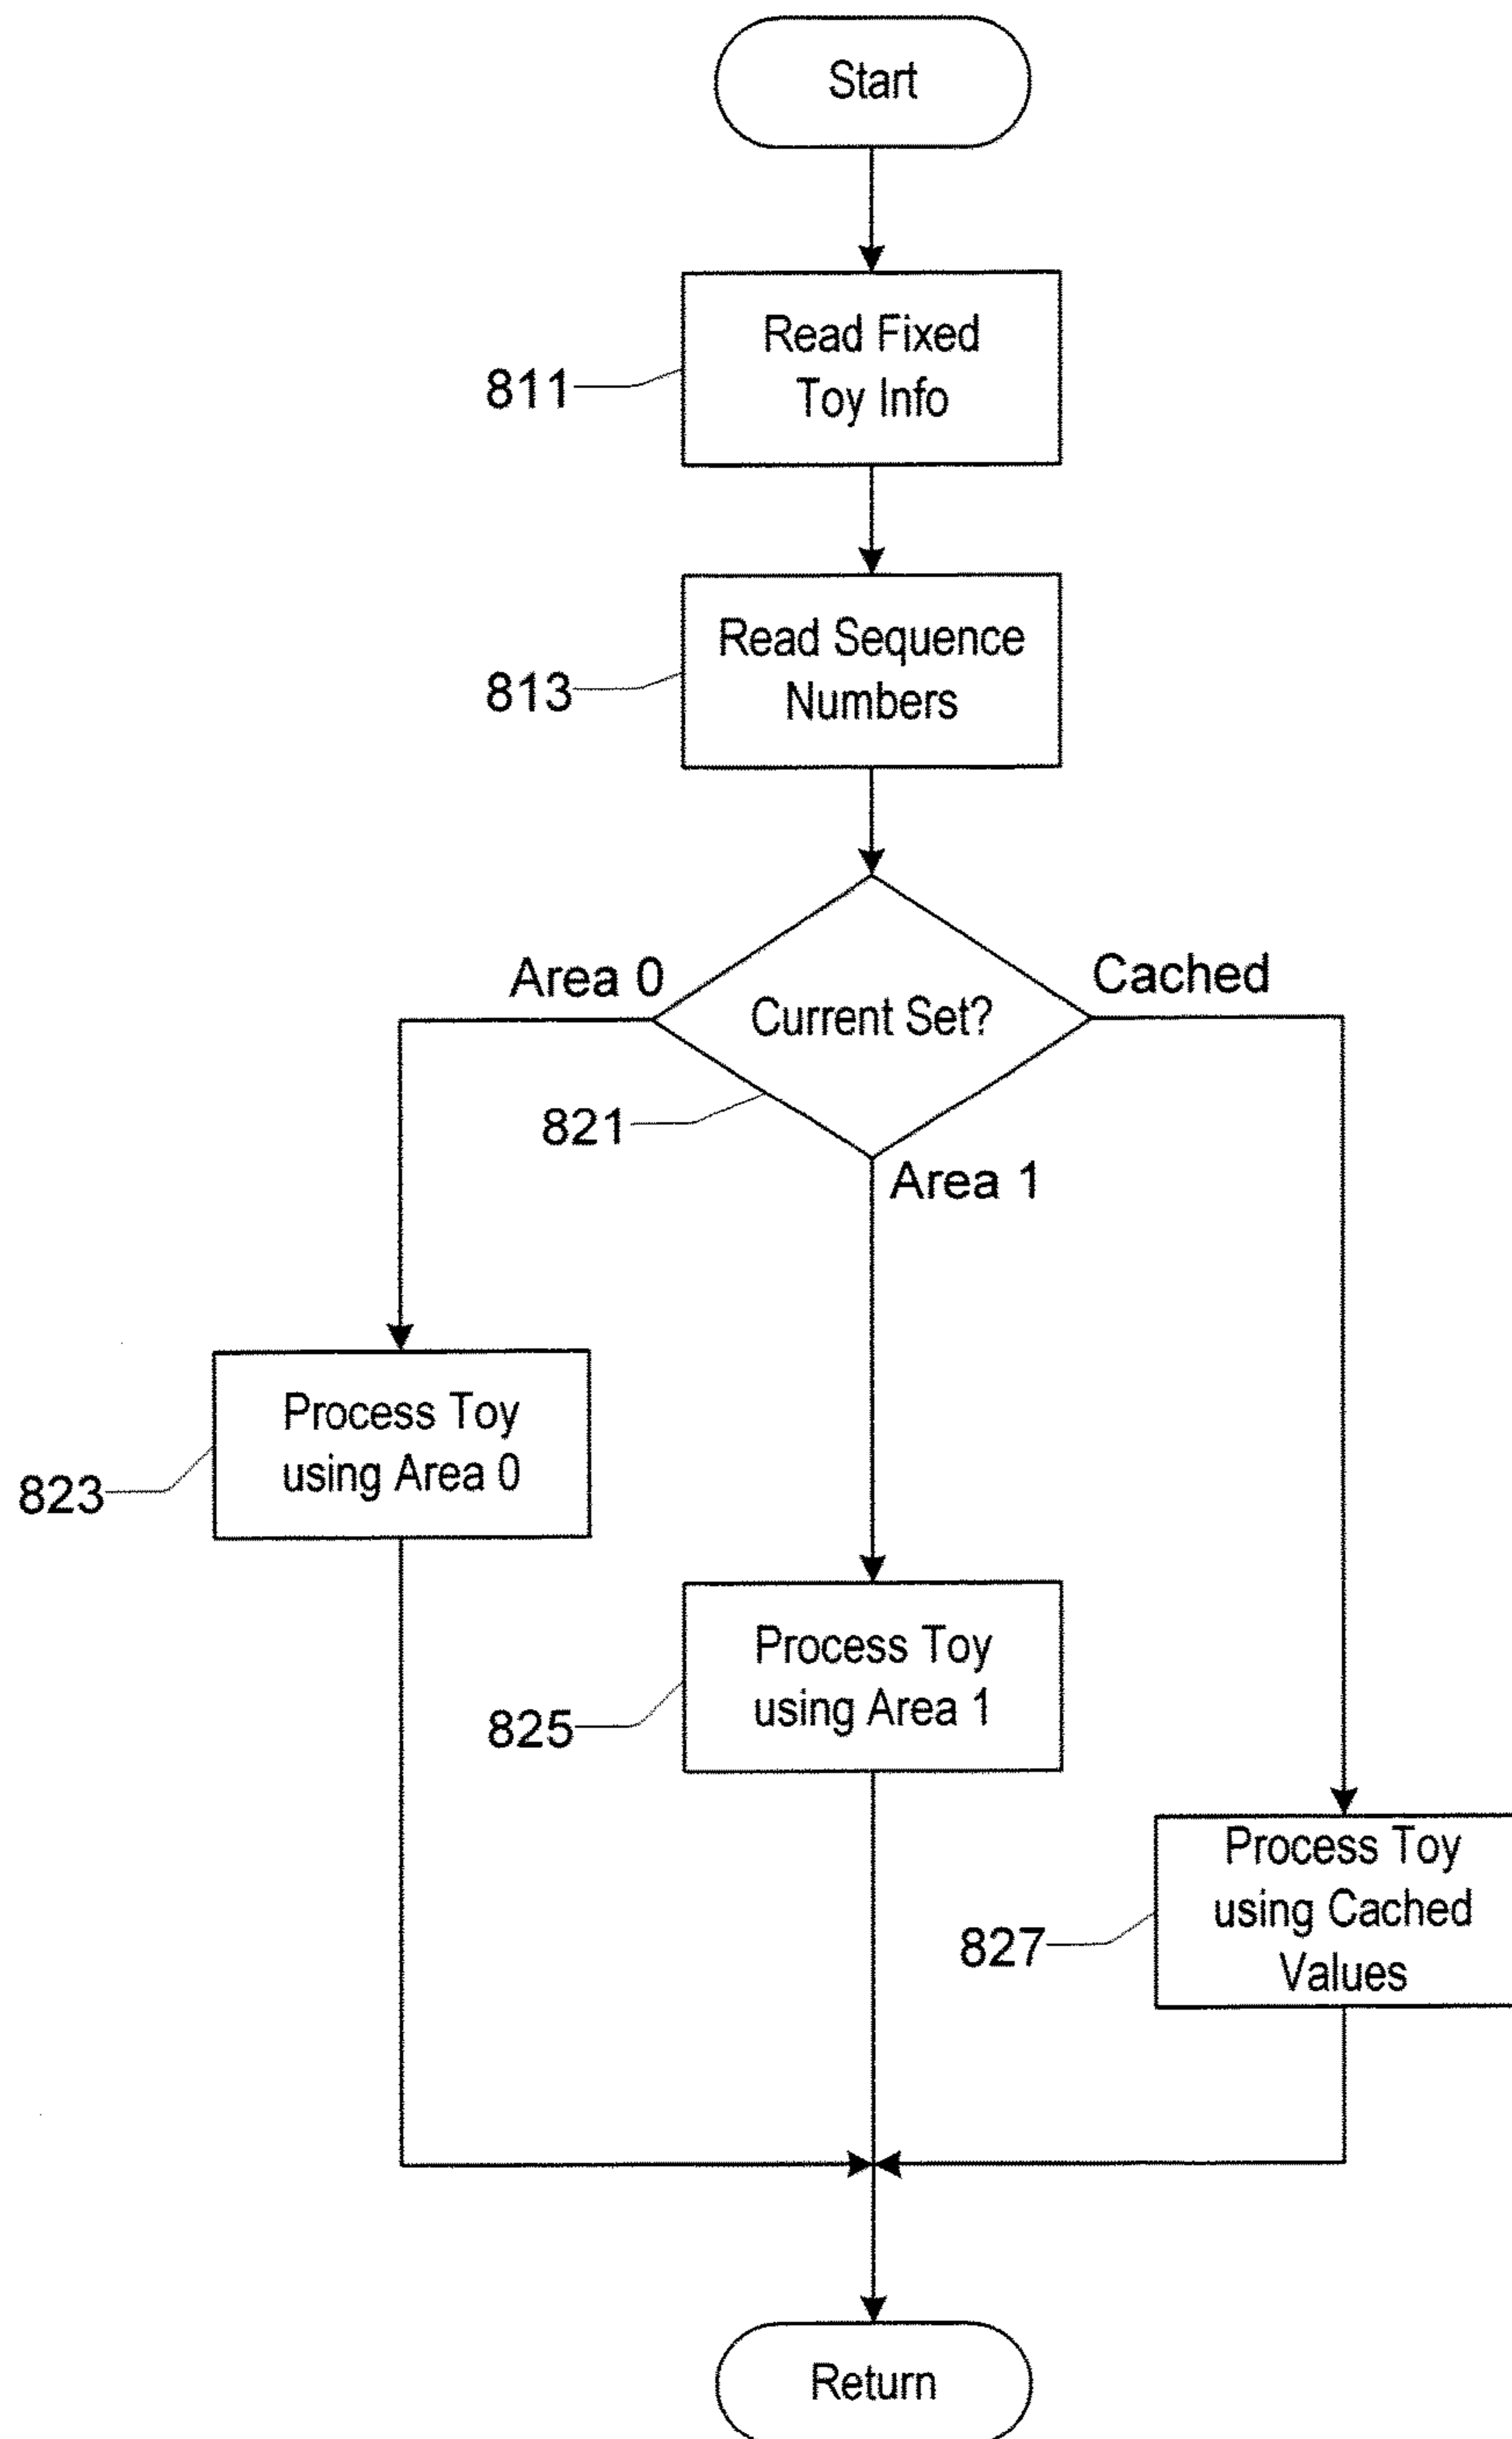 Start
Read Fixed
Toy Info
811
Read Sequence
Numbers
813
Area 0
Cached
Current Set?
821
Area 1
Process Toy
using Area 0
823
Process Toy
using Area 1
825
Process Toy
using Cached
Values
827
Return